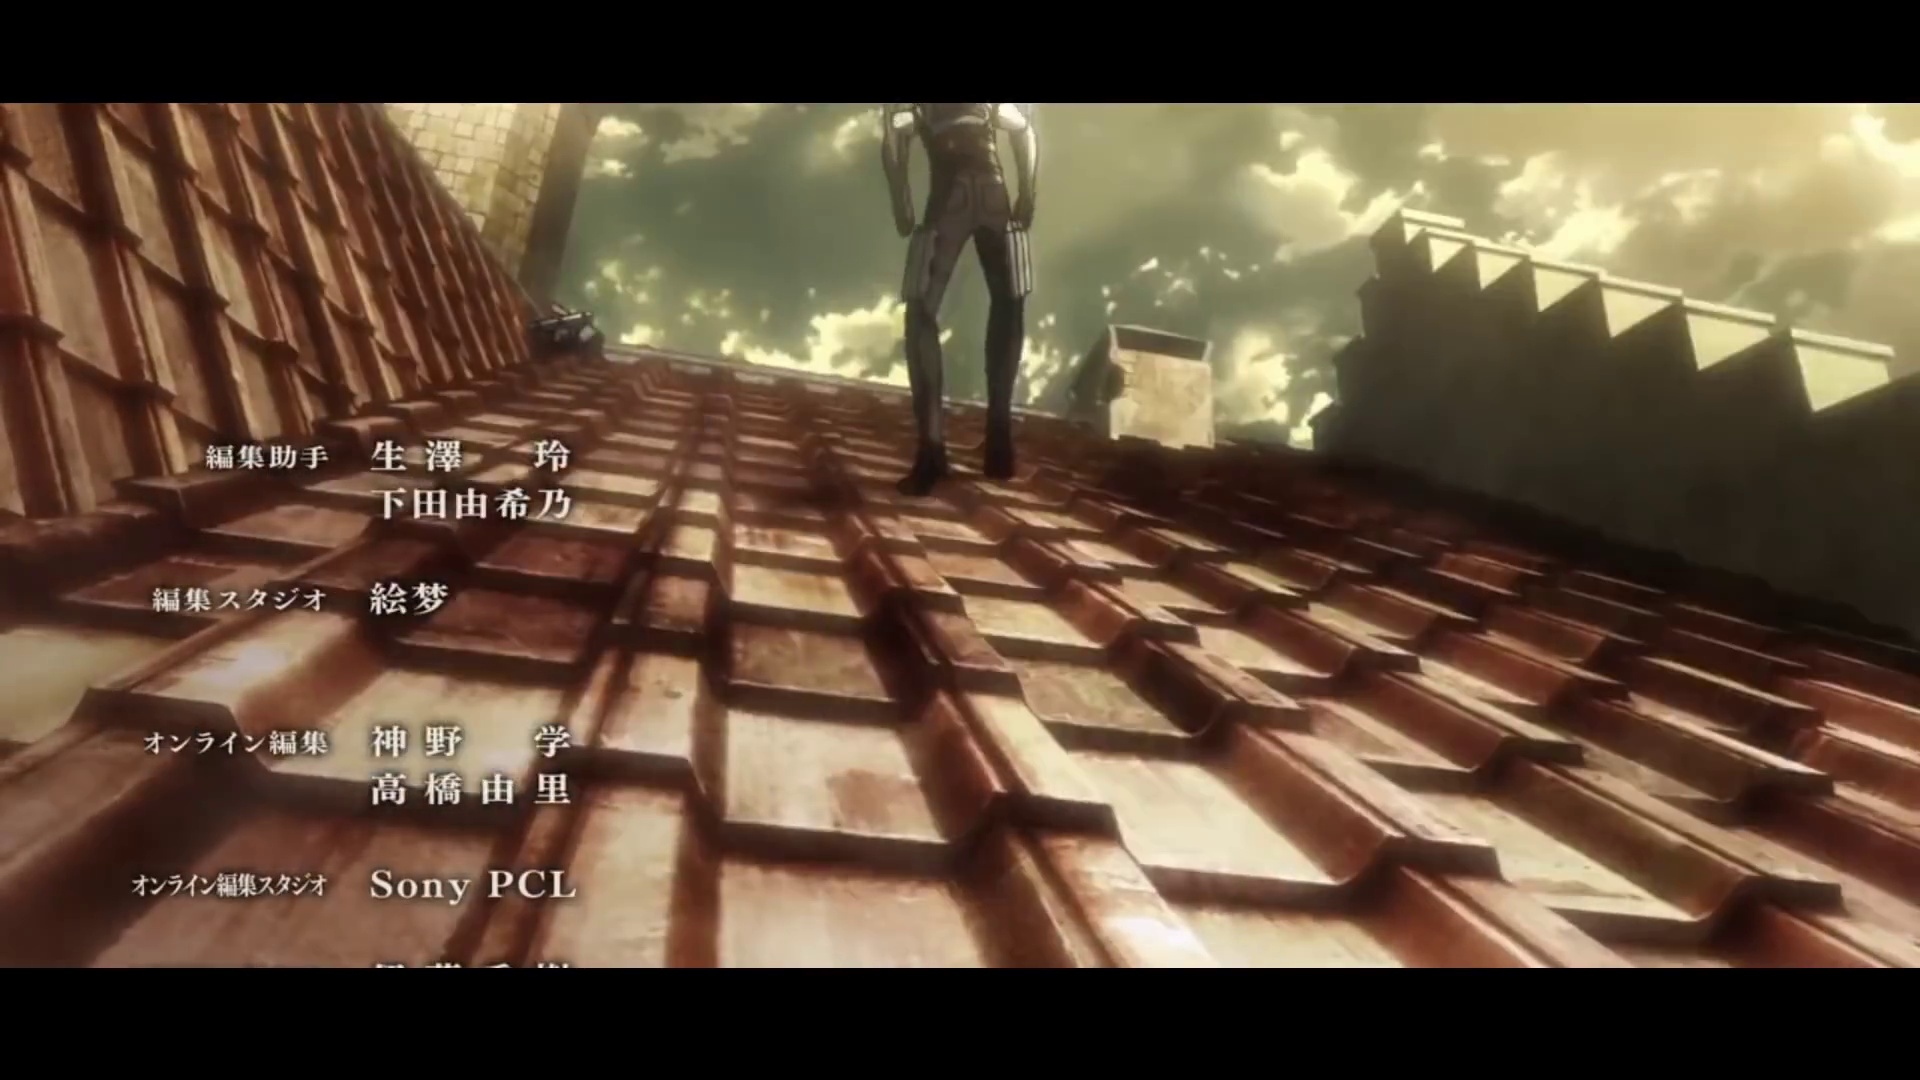 編集助手 生澤 玲
下田由希乃
編集スタジオ 絵梦
オンライン編集 神野 学
高橋由里
オンライン編集スタジオ Sony PCL